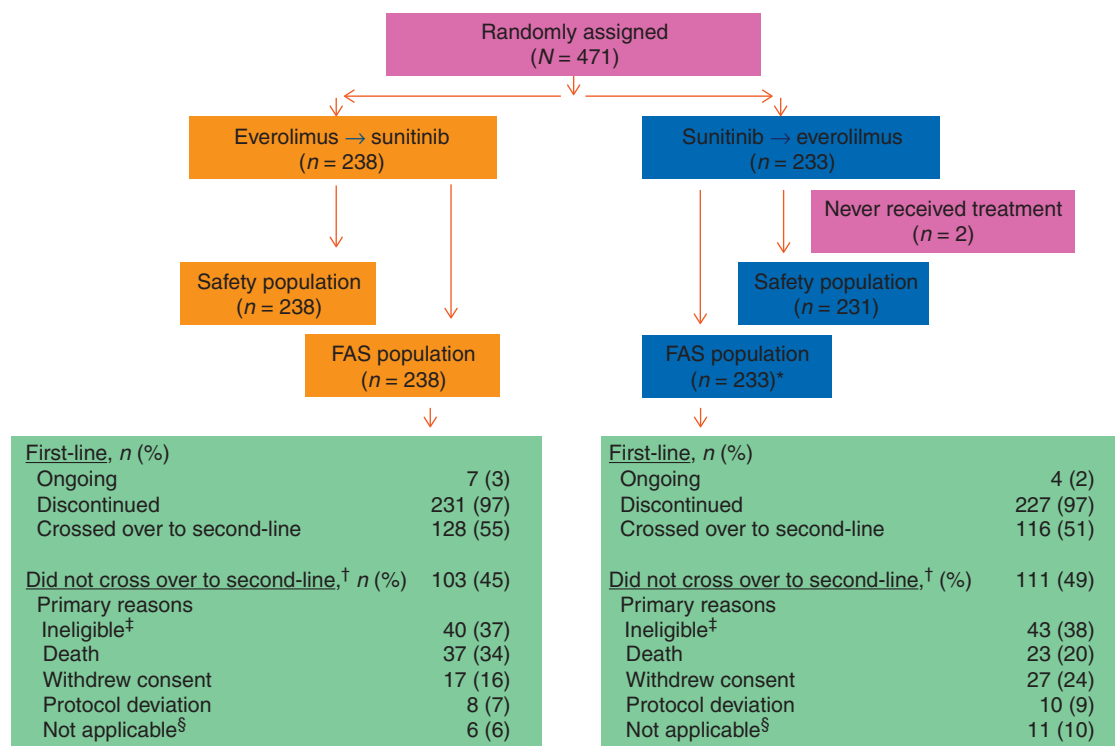 Randomly assigned
(N = 471)
Everolimus → sunitinib
(n = 238)
Sunitinib → everolilmus
(n = 233)
Never received treatment
(n = 2)
Safety population
(n = 238)
Safety population
(n = 231)
FAS population
(n = 238)
FAS population
(n = 233)*
First-line, n (%)
Ongoing 7 (3)
Discontinued 231 (97)
Crossed over to second-line 128 (55)
Did not cross over to second-line,† n (%) 103 (45)
Primary reasons
Ineligible‡ 40 (37)
Death 37 (34)
Withdrew consent 17 (16)
Protocol deviation 8 (7)
Not applicable§ 6 (6)
First-line, n (%)
Ongoing 4 (2)
Discontinued 227 (97)
Crossed over to second-line 116 (51)
Did not cross over to second-line,† (%) 111 (49)
Primary reasons
Ineligible‡ 43 (38)
Death 23 (20)
Withdrew consent 27 (24)
Protocol deviation 10 (9)
Not applicable§ 11 (10)